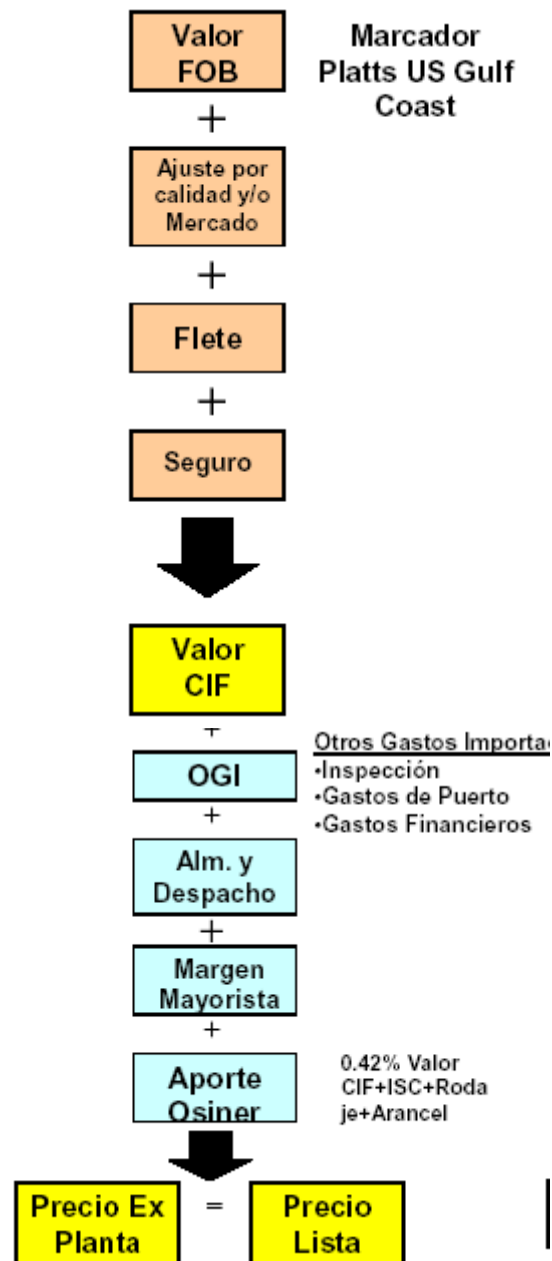 Valor
FOB
Marcador
Platts US Gulf
Coast
+
Ajuste por
calidad y/o
Mercado
+
Flete
+
Seguro
Valor
CIF
+
OGI
Otros Gastos Importac
•Inspección
•Gastos de Puerto
•Gastos Financieros
+
Alm. y
Despacho
+
Margen
Mayorista
+
Aporte
Osiner
0.42% Valor
CIF+ISC+Roda
je+Arancel
Precio Ex
Planta
=
Precio
Lista